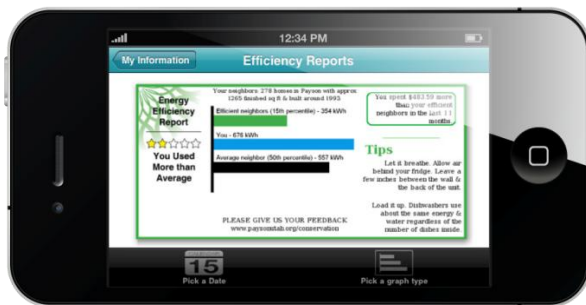 12:34 PM
My Information
Efficiency Reports
Energy
Efficiency
Report
You Used
More than
Average
Your neighbors: 278 homes in Payson with approx
1265 finished sq ft & built around 1993
Efficient neighbors (15th percentile) - 354 kWh
You - 676 kWh
Average neighbor (50th percentile) - 557 kWh
PLEASE GIVE US YOUR FEEDBACK
www.paysonutah.org/conservation
more
than your efficient
neighbors in the last 11
months.
Tips
Let it breathe. Allow air
behind your fridge. Leave a
few inches between the wall &
the back of the unit.
Load it up. Dishwashers use
about the same energy &
water regardless of the
number of dishes inside.
15
Pick a Date
Pick a graph type